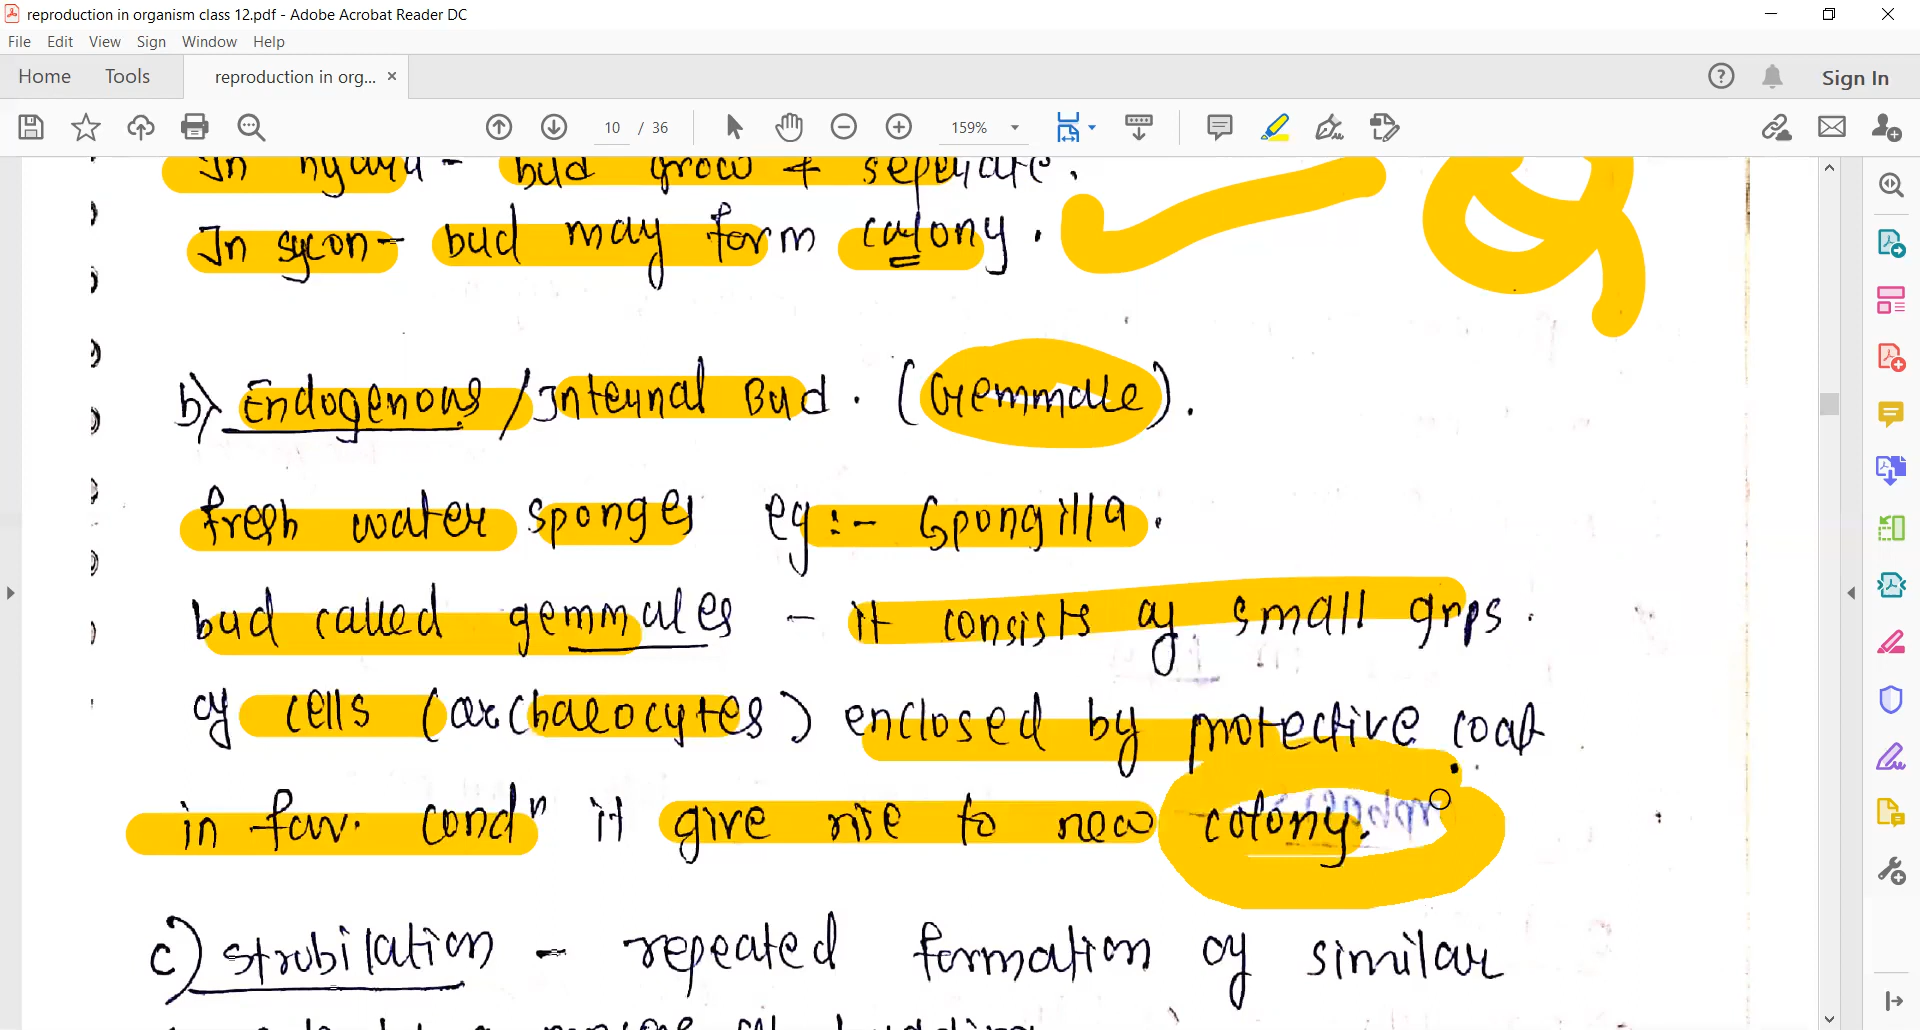 reproduction in organism class 12.pdf - Adobe Acrobat Reader DC
File Edit View Sign Window Help
Home Tools reproduction in org... × Sign In
10 / 36 159%
In hydra - bud grow + seperate.
In sycon - bud may form colony.
b) Endogenous / Internal Bud. (Gemmule).
fresh water sponges eg:- Spongilla.
bud called gemmules - it consists of small grps.
of cells (archaeocytes) enclosed by protective coat
in fav. condn it give rise to new colony.
c) strobilation - repeated formation of similar